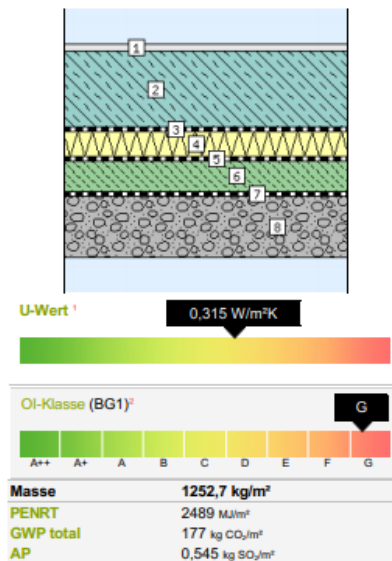 1
2
3
4
5
6
7
8
U-Wert ¹
0,315 W/m²K
OI-Klasse (BG1)²
G
A++ A+ A B C D E F G
Masse 1252,7 kg/m²
PENRT 2489 MJ/m²
GWP total 177 kg CO₂/m²
AP 0,545 kg SO₂/m²